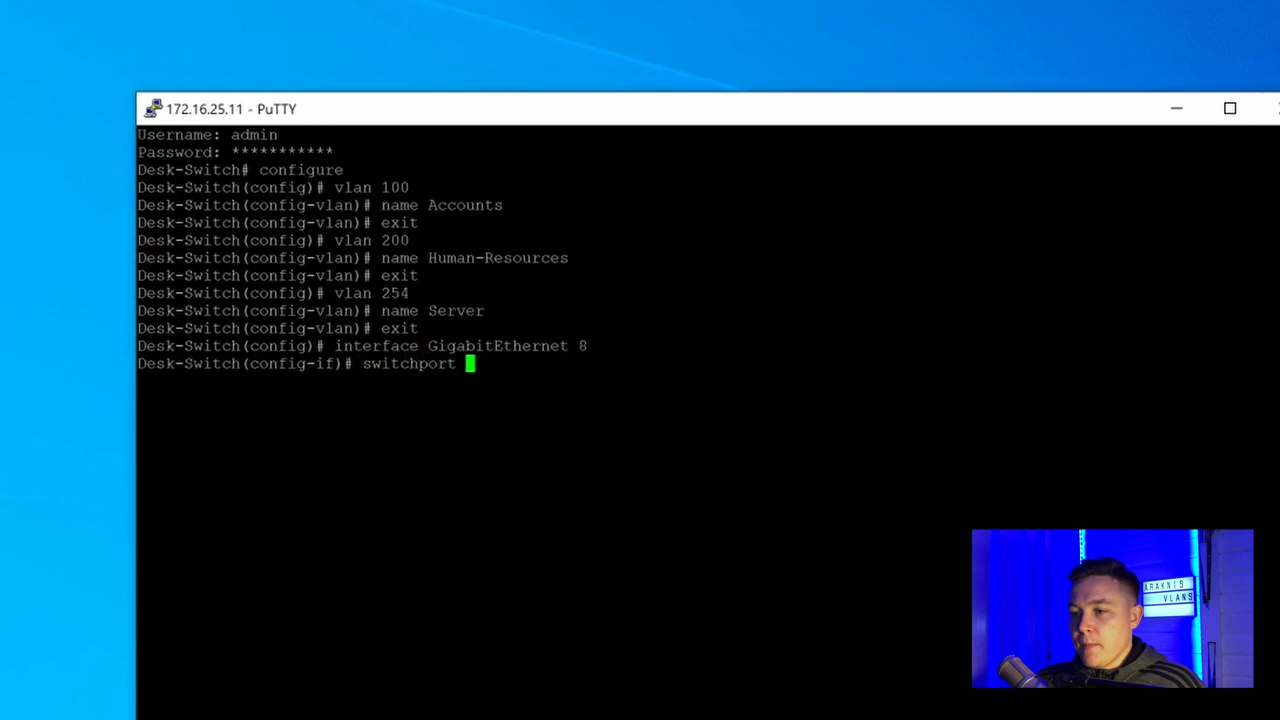 172.16.25.11 - PuTTY
Username: admin
Password: ***********
Desk-Switch# configure
Desk-Switch(config)# vlan 100
Desk-Switch(config-vlan)# name Accounts
Desk-Switch(config-vlan)# exit
Desk-Switch(config)# vlan 200
Desk-Switch(config-vlan)# name Human-Resources
Desk-Switch(config-vlan)# exit
Desk-Switch(config)# vlan 254
Desk-Switch(config-vlan)# name Server
Desk-Switch(config-vlan)# exit
Desk-Switch(config)# interface GigabitEthernet 8
Desk-Switch(config-if)# switchport
ARAKNIS
VLANS